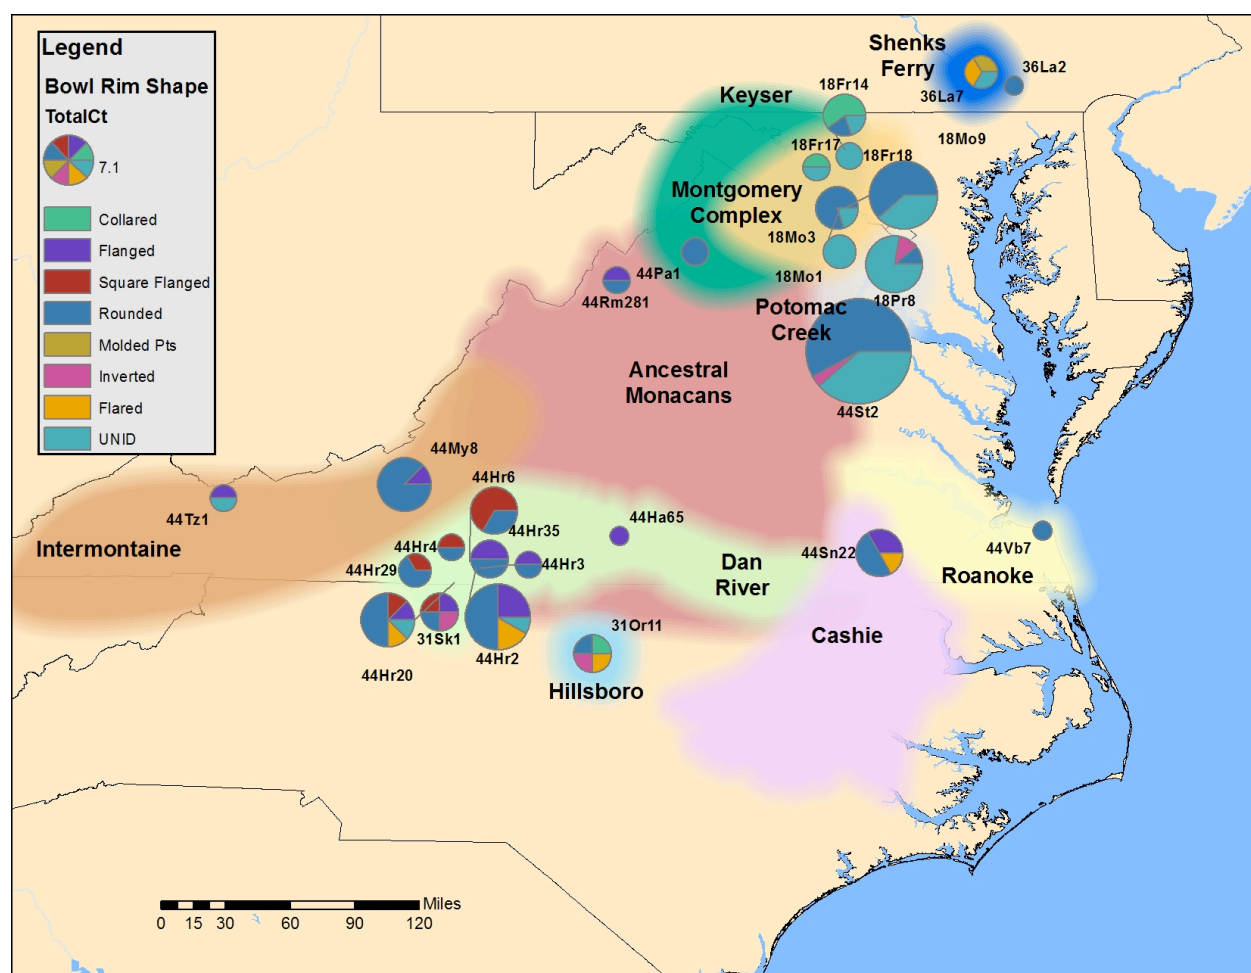 Legend
Bowl Rim Shape
TotalCt
7.1
Collared
Flanged
Square Flanged
Rounded
Molded Pts
Inverted
Flared
UNID
Shenks
Ferry
36La2
36La7
18Fr14
Keyser
18Mo9
18Fr17
18Fr18
Montgomery
Complex
18Mo3
44Pa1
18Mo1
44Rm281
18Pr8
Potomac
Creek
Ancestral
Monacans
44St2
44My8
44Hr6
44Tz1
44Hr35
44Ha65
Intermontaine
44Hr4
44Sn22
44Vb7
44Hr29
44Hr3
Dan
River
Roanoke
31Sk1
31Or11
Cashie
44Hr20
44Hr2
Hillsboro
Miles
0 15 30 60 90 120